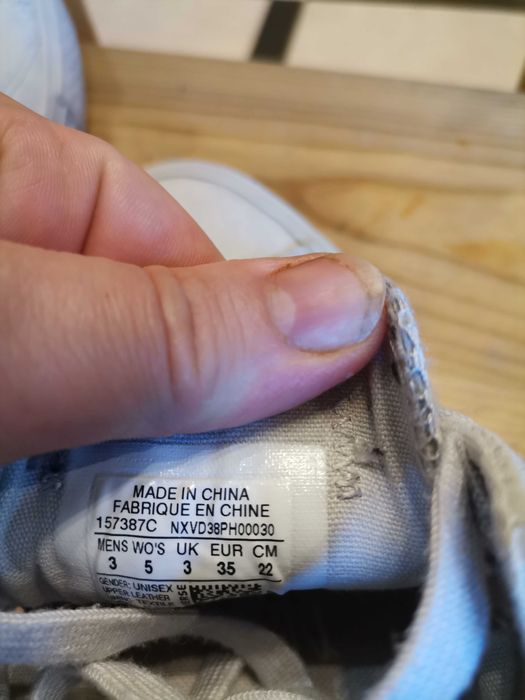 MADE IN CHINA
FABRIQUE EN CHINE
157387C NXVD38PH00030
MENS WO'S UK EUR CM
3 5 3 35 22
GENDER: UNISEX
UPPER: LEATHER
TEXTILE